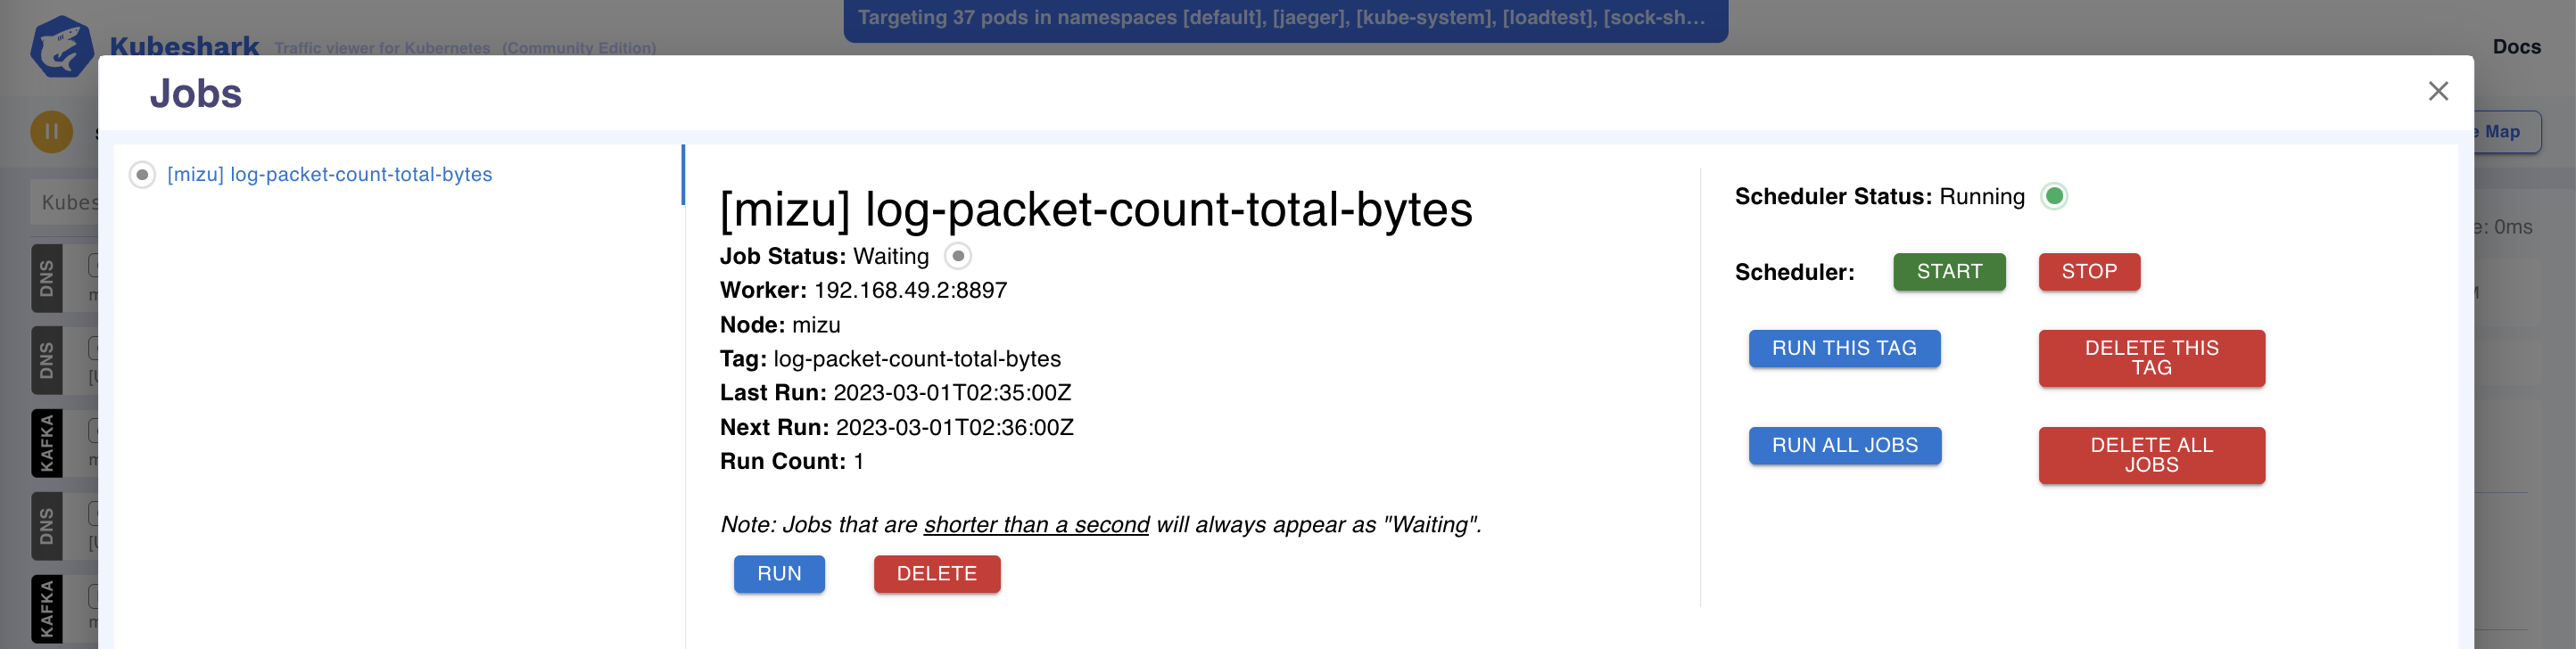 Targeting 37 pods in namespaces [default], [jaeger], [kube-system], [loadtest], [sock-sh...
Kubeshark Traffic viewer for Kubernetes (Community Edition)
Docs
Jobs
Map
Kubes
: 0ms
[mizu] log-packet-count-total-bytes
[mizu] log-packet-count-total-bytes
Job Status: Waiting
Worker: 192.168.49.2:8897
Node: mizu
Tag: log-packet-count-total-bytes
Last Run: 2023-03-01T02:35:00Z
Next Run: 2023-03-01T02:36:00Z
Run Count: 1
Note: Jobs that are shorter than a second will always appear as "Waiting".
RUN
DELETE
Scheduler Status: Running
Scheduler:
START
STOP
RUN THIS TAG
DELETE THIS
TAG
RUN ALL JOBS
DELETE ALL
JOBS
DNS
DNS
KAFKA
DNS
KAFKA